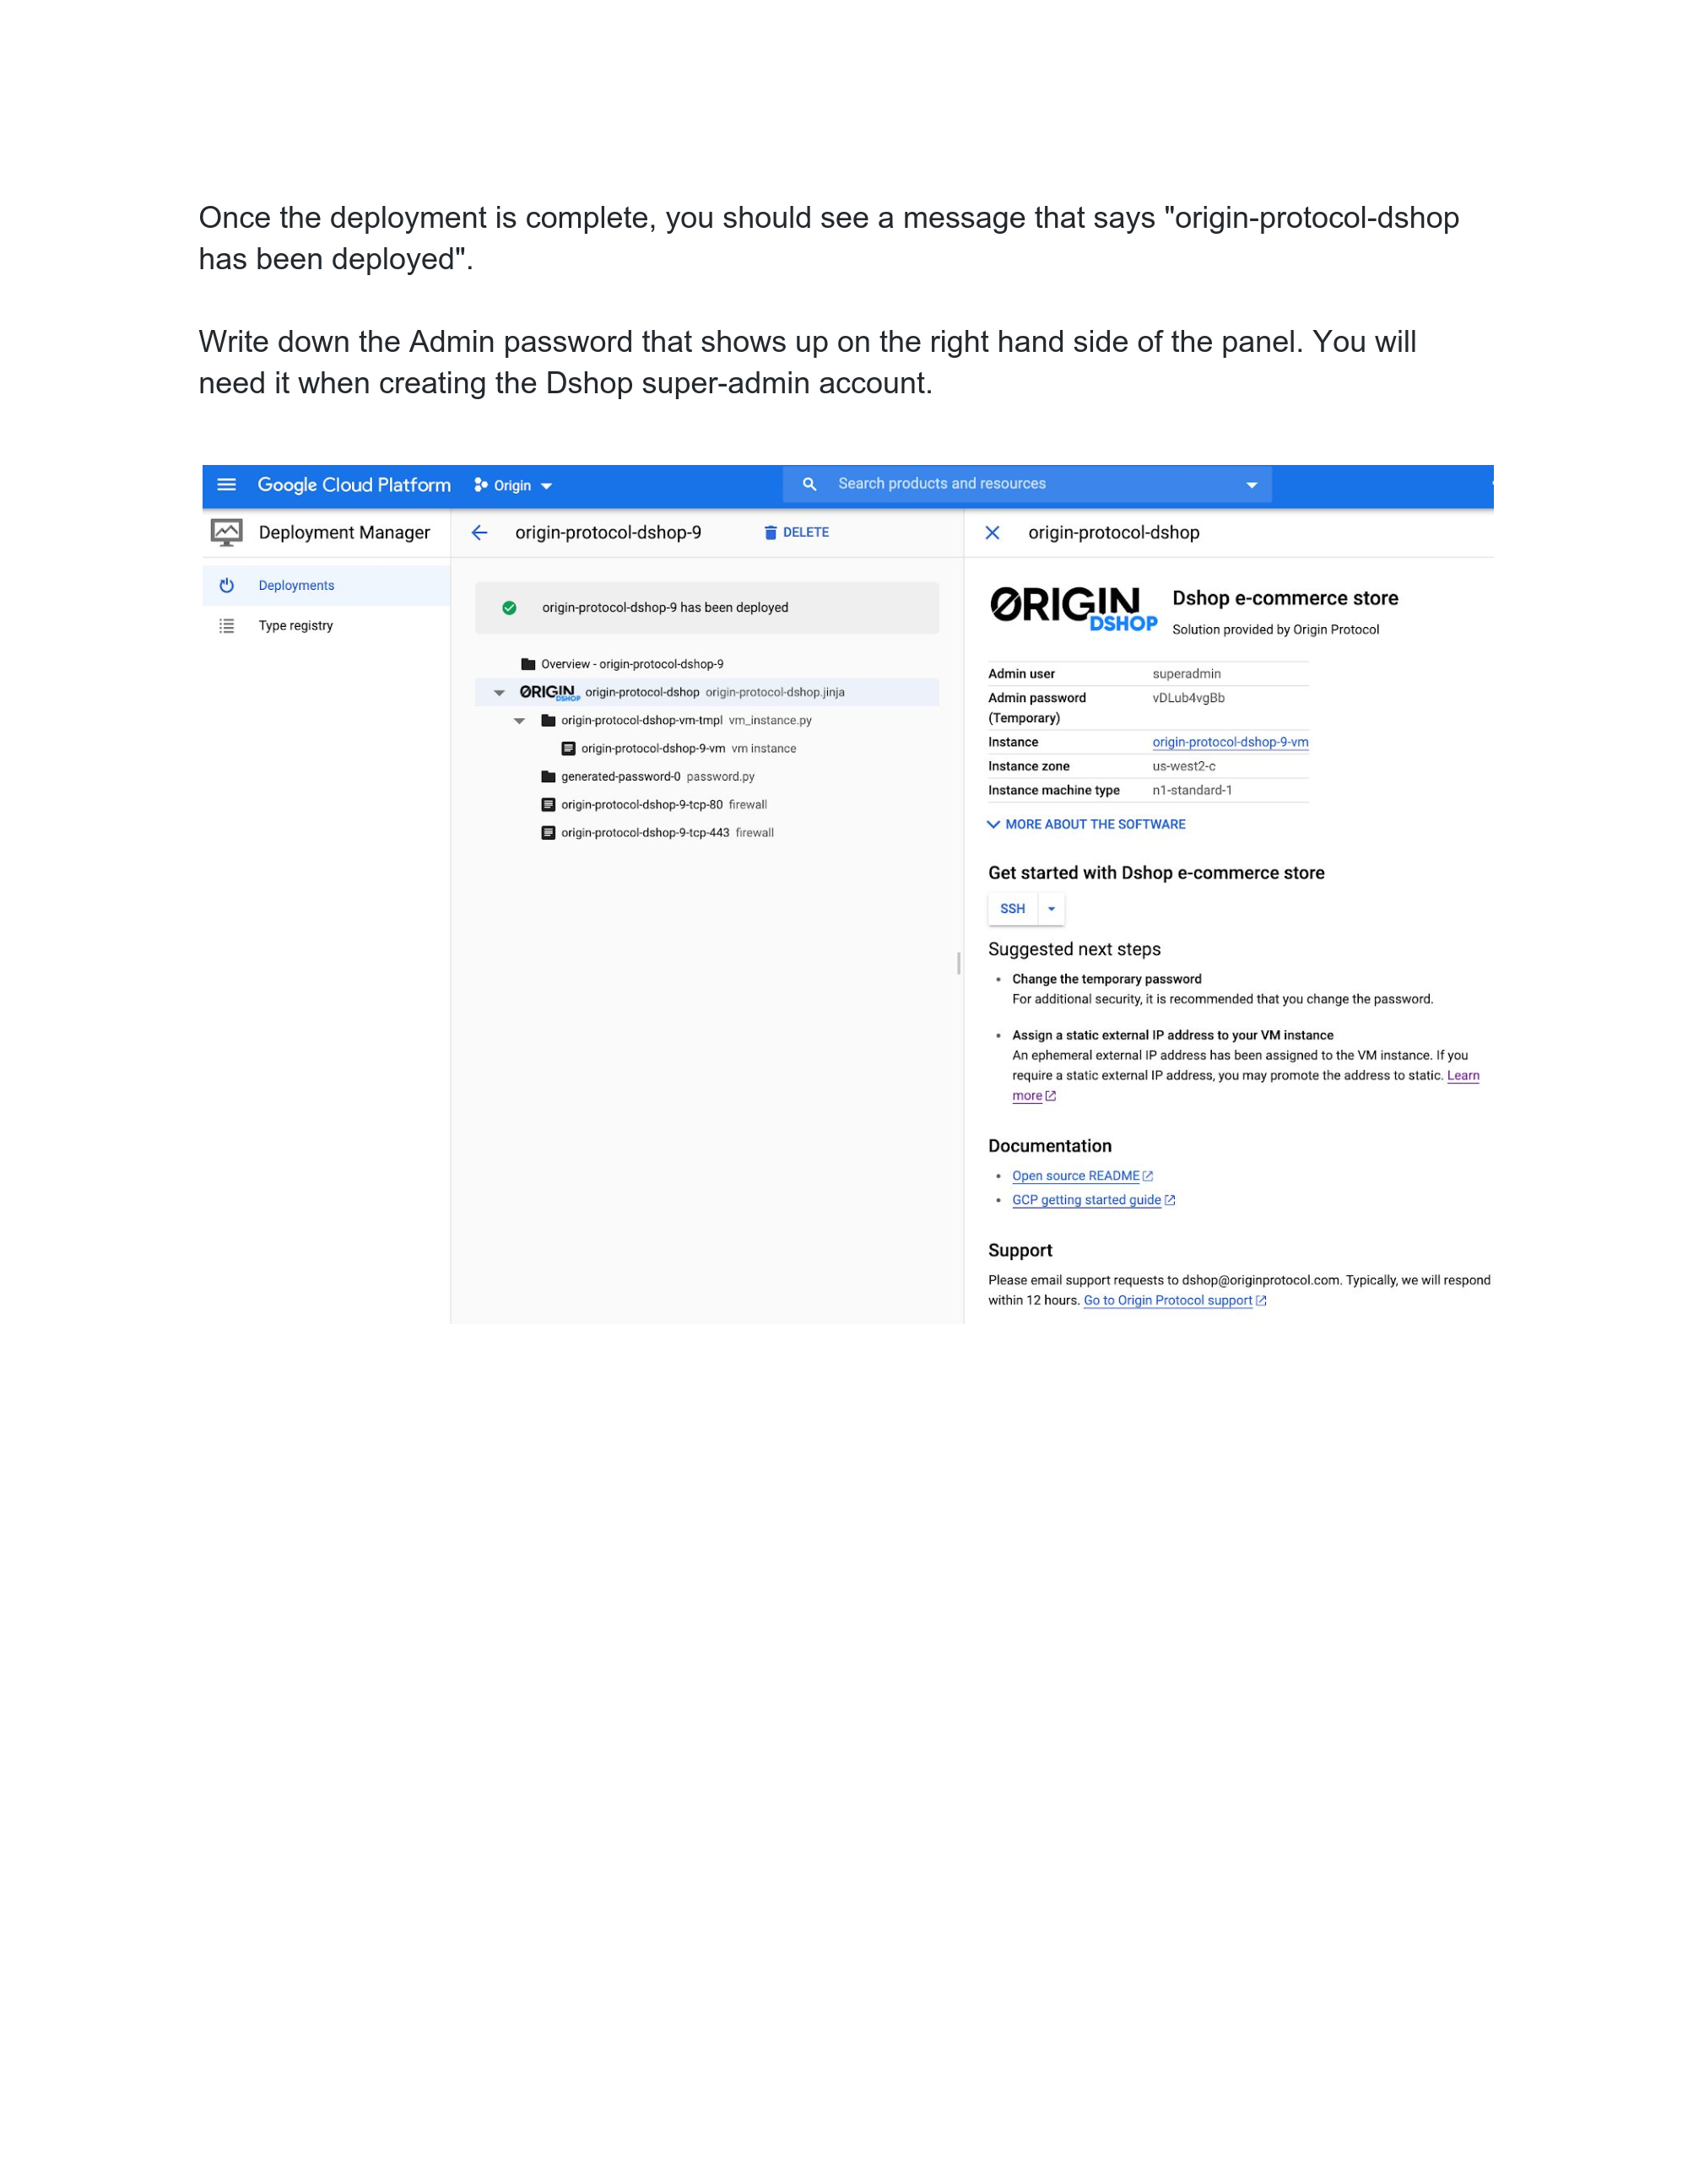 Once the deployment is complete, you should see a message that says "origin-protocol-dshop
has been deployed".
Write down the Admin password that shows up on the right hand side of the panel. You will
need it when creating the Dshop super-admin account.
Google Cloud Platform Origin Search products and resources
Deployment Manager
Deployments
Type registry
origin-protocol-dshop-9 DELETE
origin-protocol-dshop-9 has been deployed
Overview - origin-protocol-dshop-9
ORIGIN DSHOP origin-protocol-dshop origin-protocol-dshop.jinja
origin-protocol-dshop-vm-tmpl vm_instance.py
origin-protocol-dshop-9-vm vm instance
generated-password-0 password.py
origin-protocol-dshop-9-tcp-80 firewall
origin-protocol-dshop-9-tcp-443 firewall
origin-protocol-dshop
ORIGIN DSHOP
Dshop e-commerce store
Solution provided by Origin Protocol
Admin user superadmin
Admin password vDLub4vgBb
(Temporary)
Instance origin-protocol-dshop-9-vm
Instance zone us-west2-c
Instance machine type n1-standard-1
MORE ABOUT THE SOFTWARE
Get started with Dshop e-commerce store
SSH
Suggested next steps
• Change the temporary password
For additional security, it is recommended that you change the password.
• Assign a static external IP address to your VM instance
An ephemeral external IP address has been assigned to the VM instance. If you
require a static external IP address, you may promote the address to static. Learn
more
Documentation
• Open source README
• GCP getting started guide
Support
Please email support requests to dshop@originprotocol.com. Typically, we will respond
within 12 hours. Go to Origin Protocol support